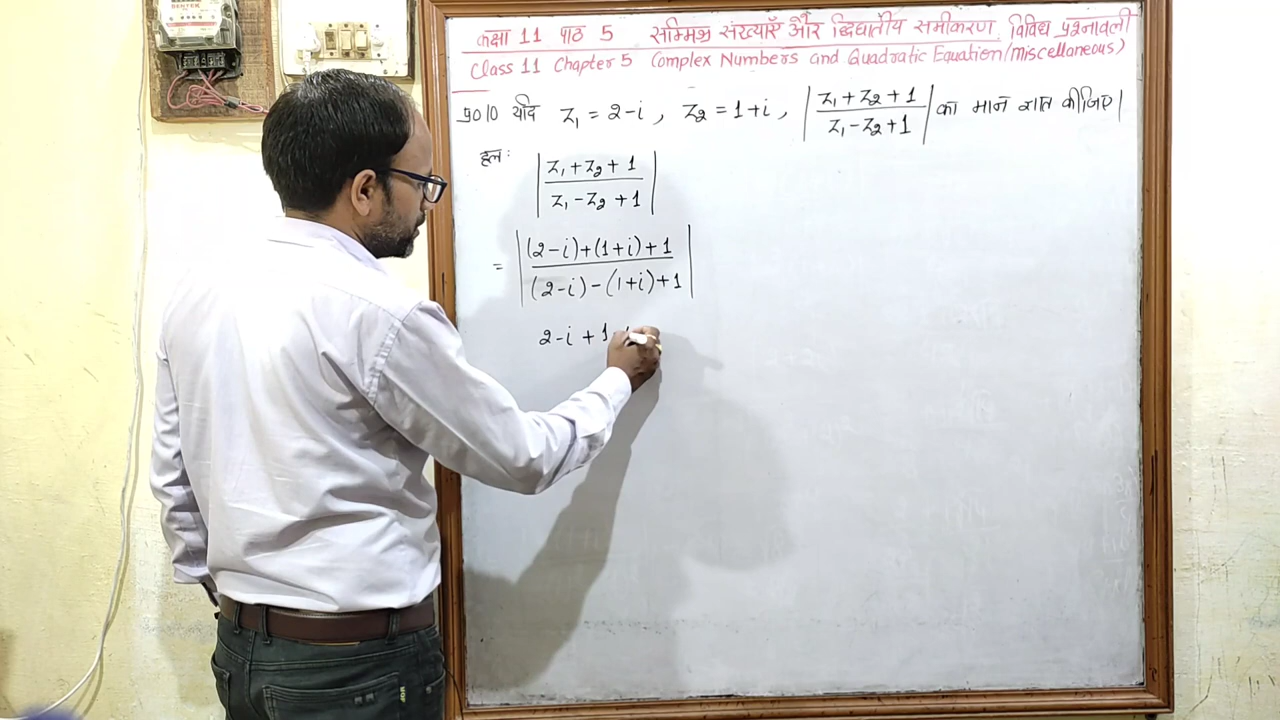 कक्षा 11 पाठ 5 सम्मिश्र संख्याएँ और द्विघातीय समीकरण विविध प्रश्नावली
Class 11 Chapter 5 Complex Numbers and Quadratic Equation (Miscellaneous)
प्र010 यदि z₁ = 2-i , z₂ = 1+i , |(z₁ + z₂ + 1)/(z₁ - z₂ + 1)| का मान ज्ञात कीजिए|
हल: |(z₁ + z₂ + 1)/(z₁ - z₂ + 1)|
= |((2-i)+(1+i)+1)/((2-i)-(1+i)+1)|
2-i + 1